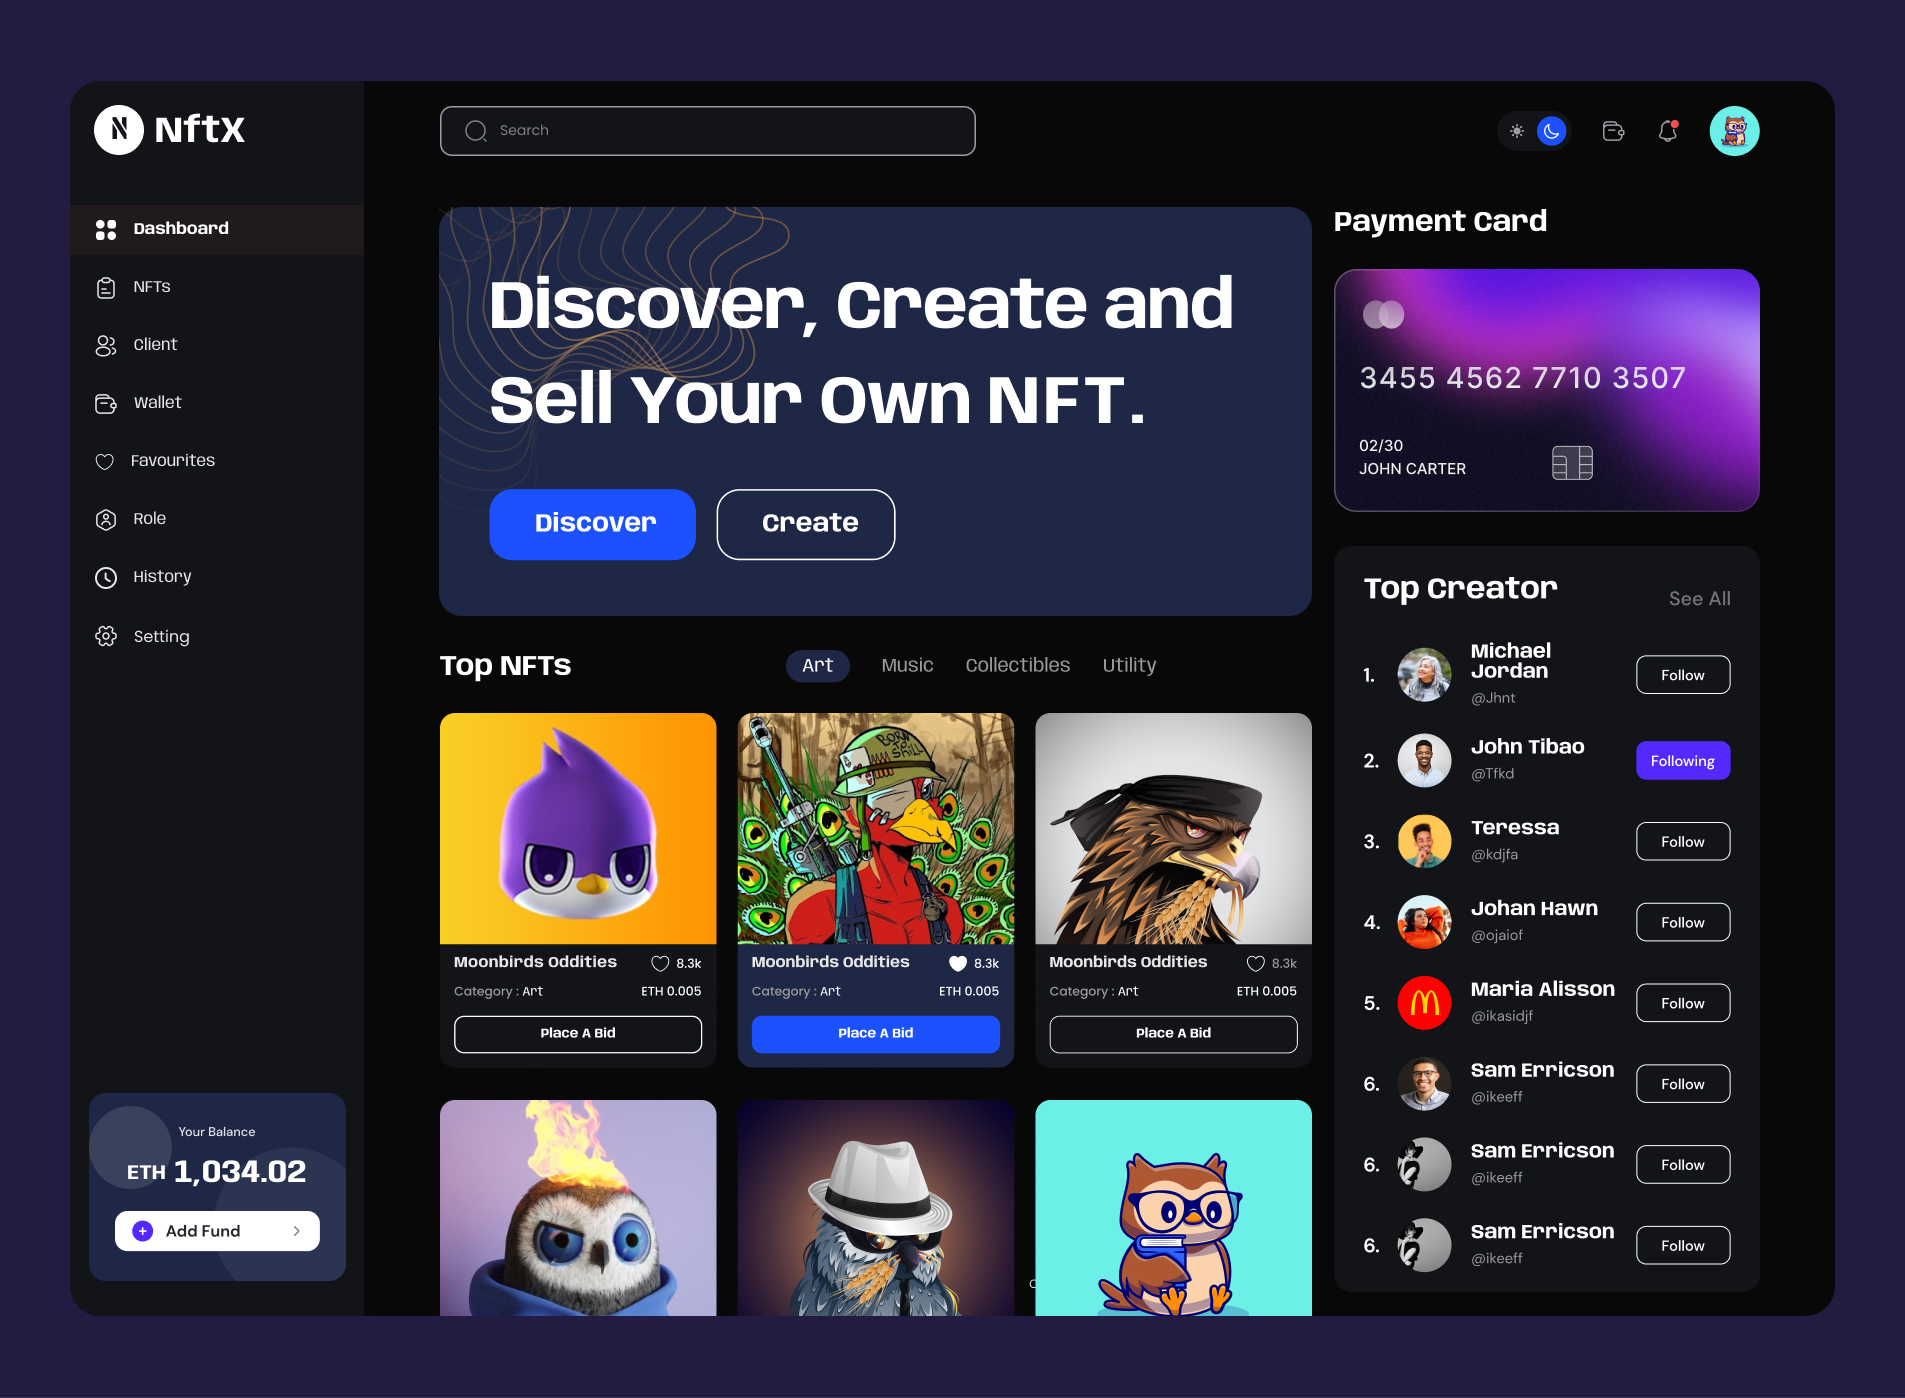 N NftX
Search
Dashboard
NFTs
Client
Wallet
Favourites
Role
History
Setting
Your Balance
ETH 1,034.02
Add Fund
Discover, Create and
Sell Your Own NFT.
Discover
Create
Top NFTs
Art
Music
Collectibles
Utility
BORN
TO
Moonbirds Oddities
8.3k
Category : Art
ETH 0.005
Place A Bid
Moonbirds Oddities
8.3k
Category : Art
ETH 0.005
Place A Bid
Moonbirds Oddities
8.3k
Category : Art
ETH 0.005
Place A Bid
Payment Card
3455 4562 7710 3507
02/30
JOHN CARTER
Top Creator
See All
1.
Michael
Jordan
@Jhnt
Follow
2.
John Tibao
@Tfkd
Following
3.
Teressa
@kdjfa
Follow
4.
Johan Hawn
@ojaiof
Follow
5.
Maria Alisson
@ikasidjf
Follow
6.
Sam Erricson
@ikeeff
Follow
6.
Sam Erricson
@ikeeff
Follow
6.
Sam Erricson
@ikeeff
Follow